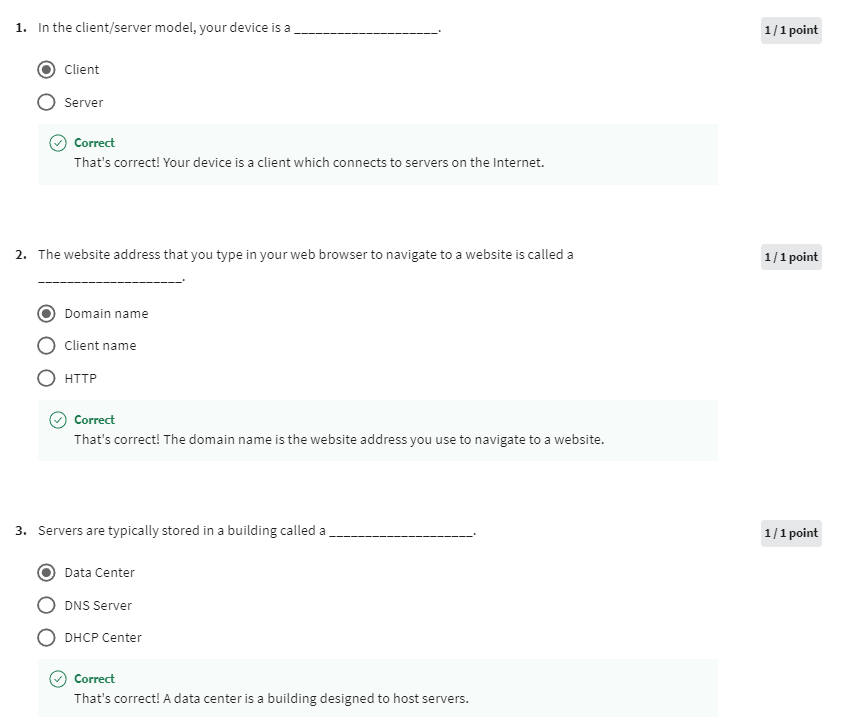 1. In the client/server model, your device is a ____________________.
1 / 1 point
Client
Server
Correct
That's correct! Your device is a client which connects to servers on the Internet.
2. The website address that you type in your web browser to navigate to a website is called a
____________________.
1 / 1 point
Domain name
Client name
HTTP
Correct
That's correct! The domain name is the website address you use to navigate to a website.
3. Servers are typically stored in a building called a ____________________.
1 / 1 point
Data Center
DNS Server
DHCP Center
Correct
That's correct! A data center is a building designed to host servers.